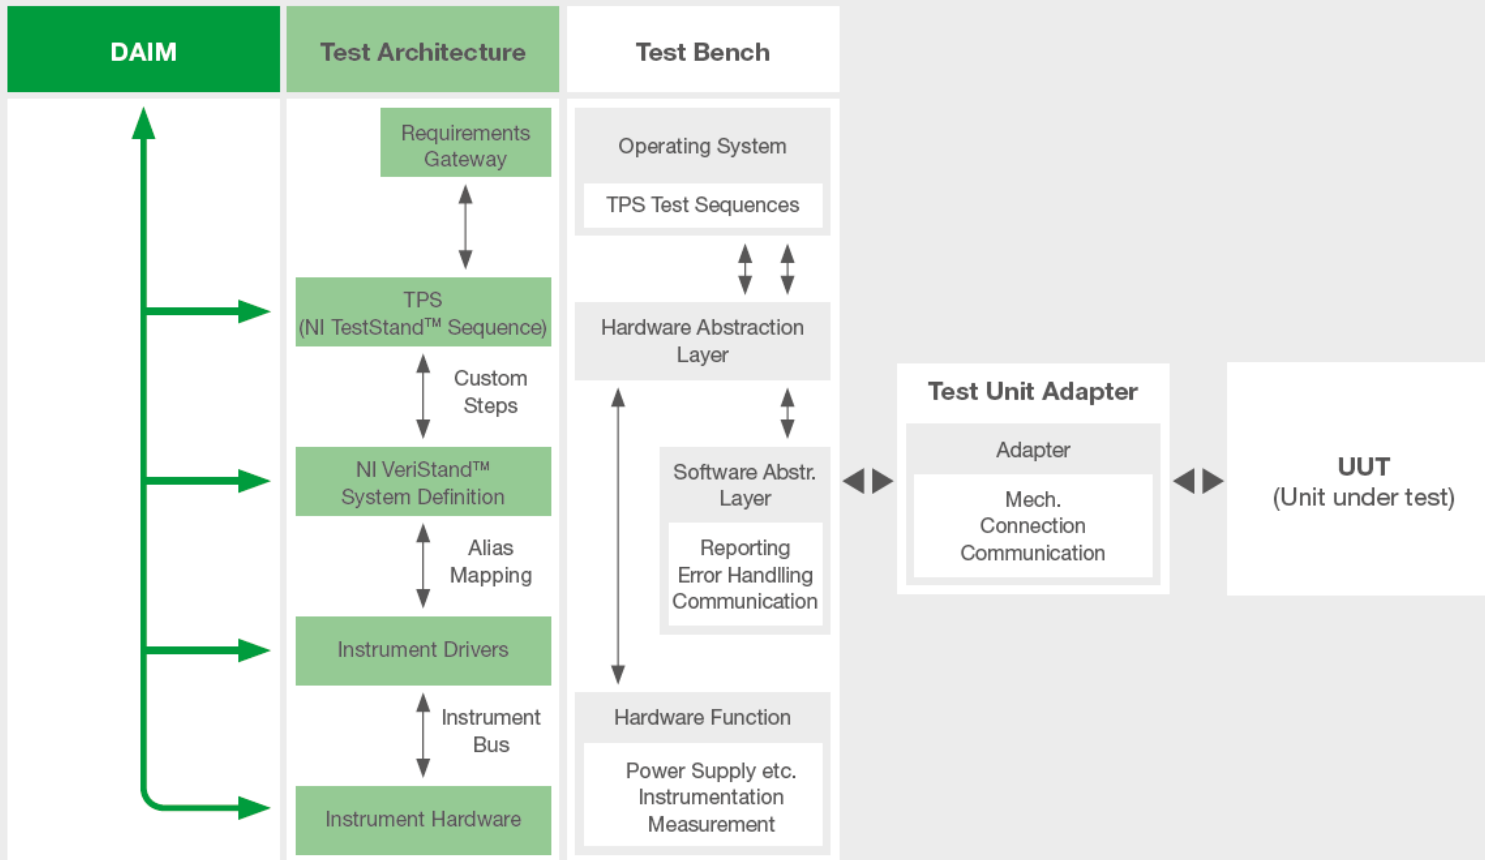 DAIM
Test Architecture
Test Bench
Requirements
Gateway
TPS
(NI TestStand™ Sequence)
Custom
Steps
NI VeriStand™
System Definition
Alias
Mapping
Instrument Drivers
Instrument
Bus
Instrument Hardware
Operating System
TPS Test Sequences
Hardware Abstraction
Layer
Software Abstr.
Layer
Reporting
Error Handlling
Communication
Hardware Function
Power Supply etc.
Instrumentation
Measurement
Test Unit Adapter
Adapter
Mech.
Connection
Communication
UUT
(Unit under test)